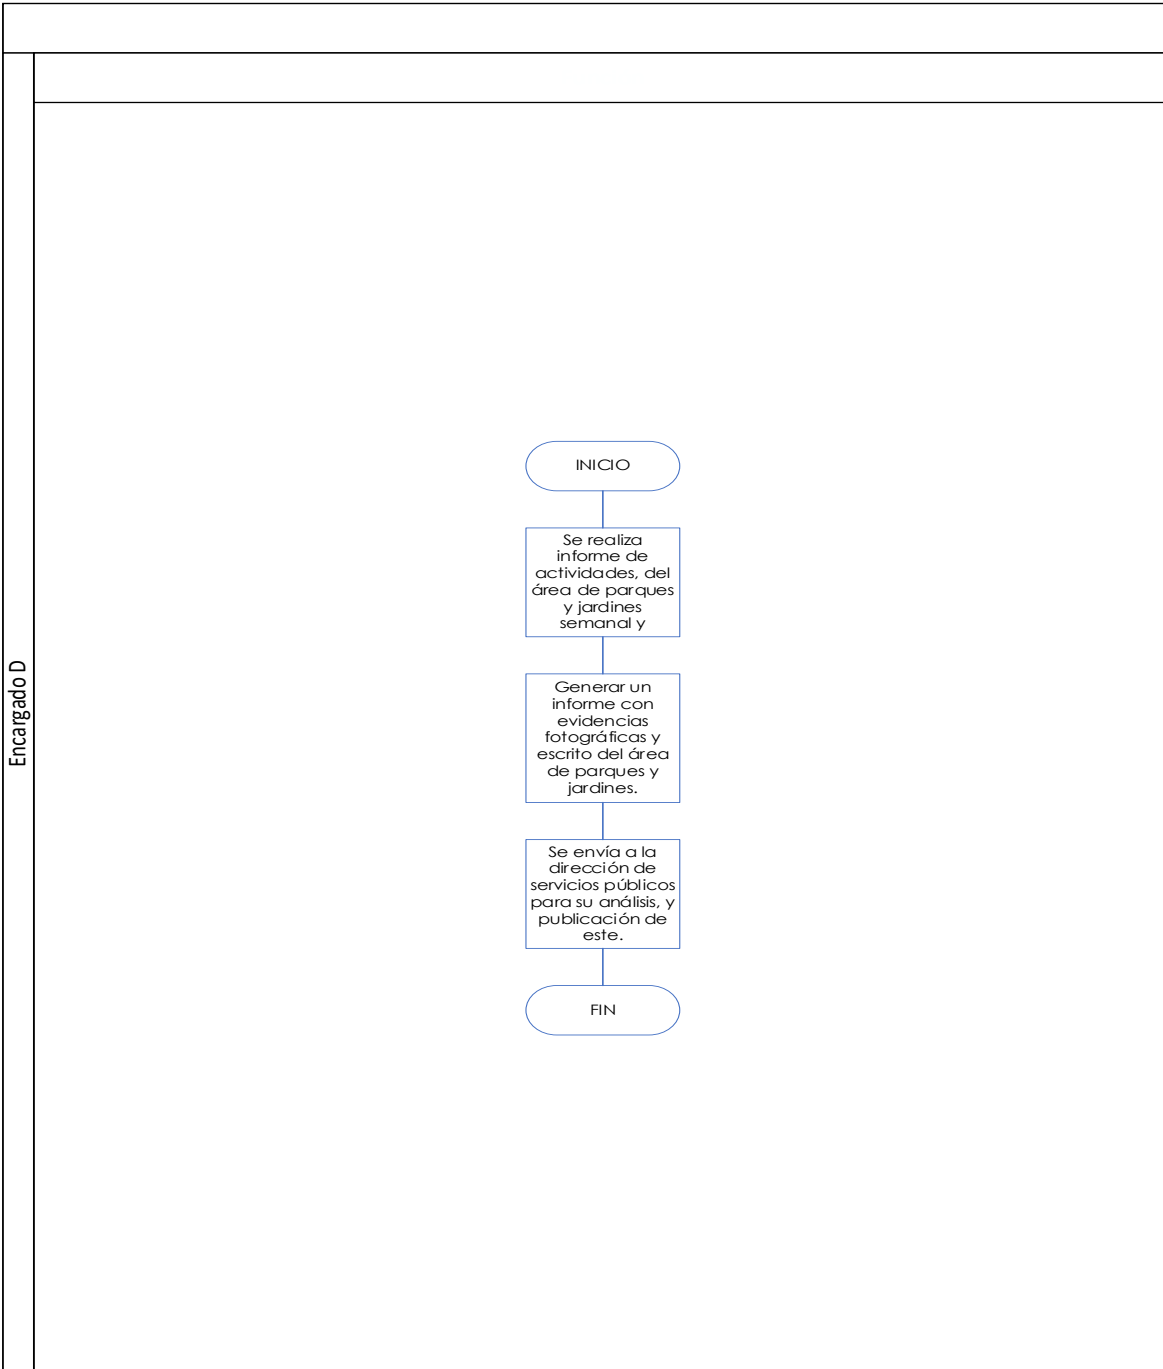 Encargado D
INICIO
Se realiza
informe de
actividades, del
área de parques
y jardines
semanal y
Generar un
informe con
evidencias
fotográficas y
escrito del área
de parques y
jardines.
Se envía a la
dirección de
servicios públicos
para su análisis, y
publicación de
este.
FIN